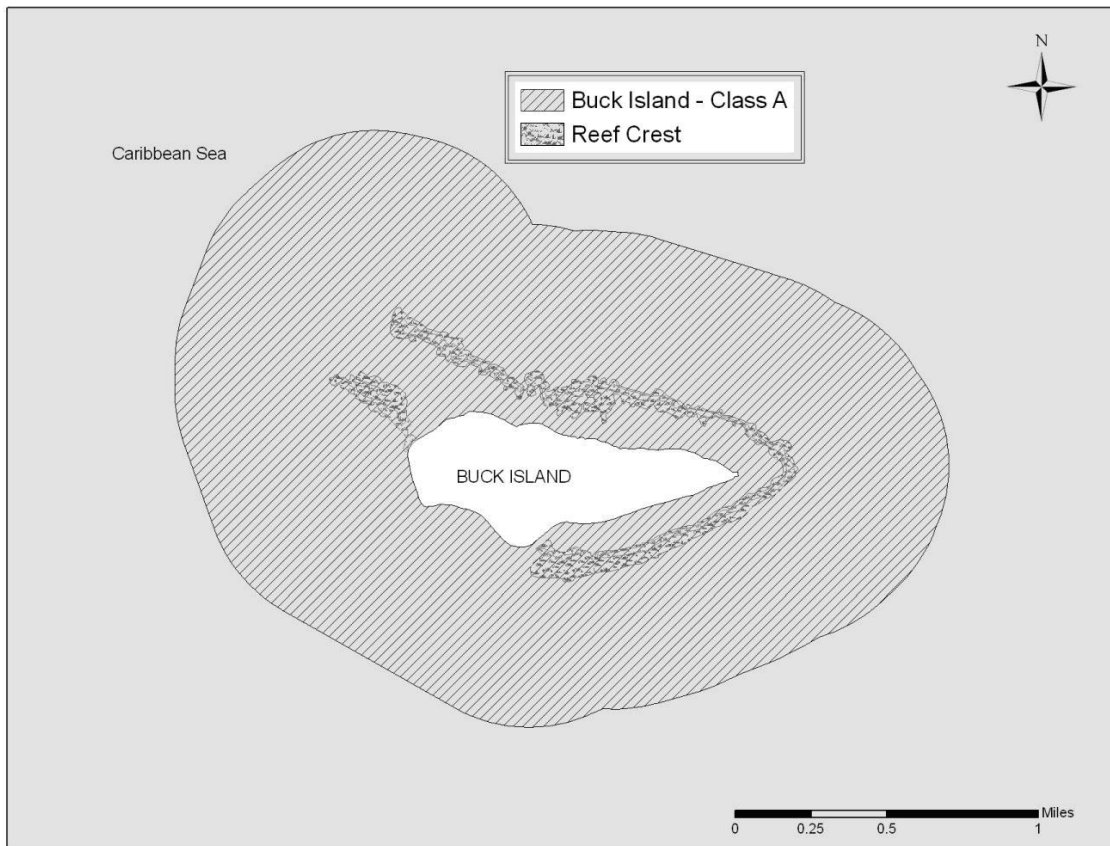 N
Buck Island - Class A
Reef Crest
Caribbean Sea
BUCK ISLAND
Miles
0 0.25 0.5 1